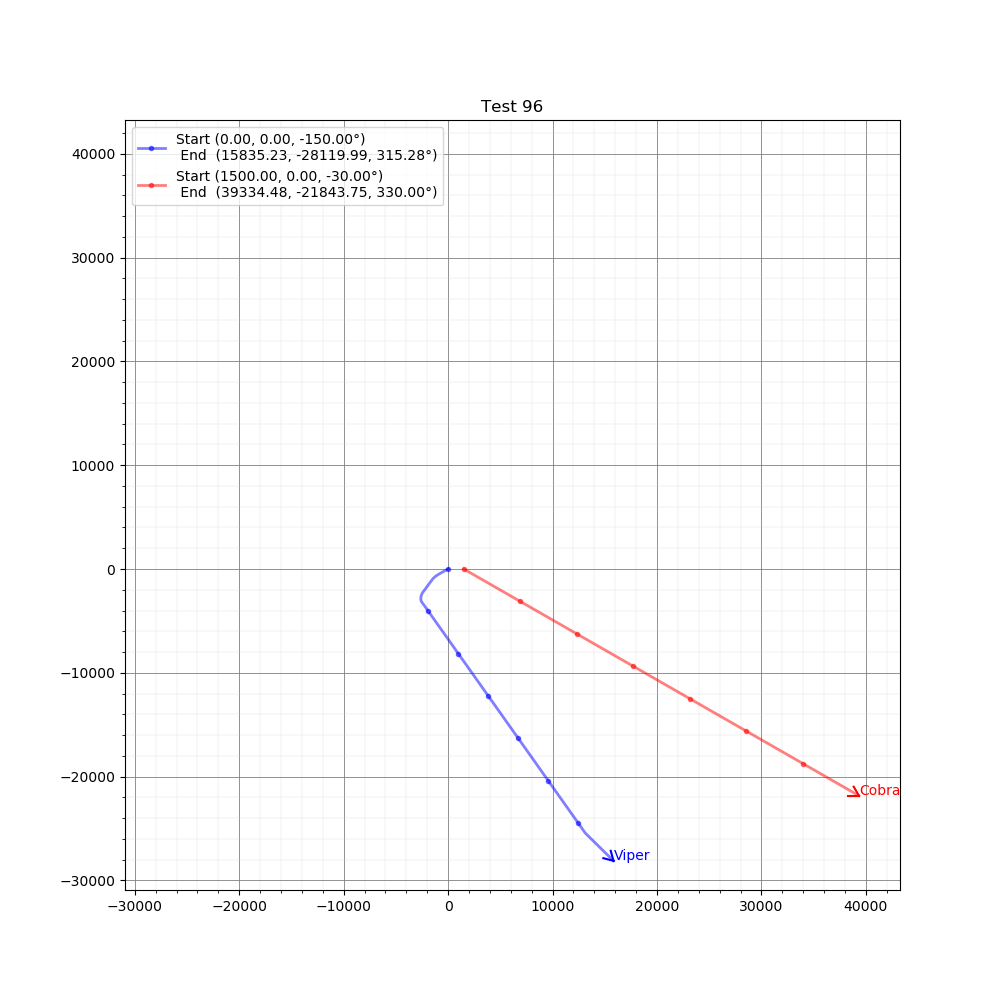 Test 96
Start (0.00, 0.00, -150.00°)
End  (15835.23, -28119.99, 315.28°)
Start (1500.00, 0.00, -30.00°)
End  (39334.48, -21843.75, 330.00°)
40000
30000
20000
10000
0
−10000
−20000
−30000
Cobra
Viper
−30000 −20000 −10000 0 10000 20000 30000 40000